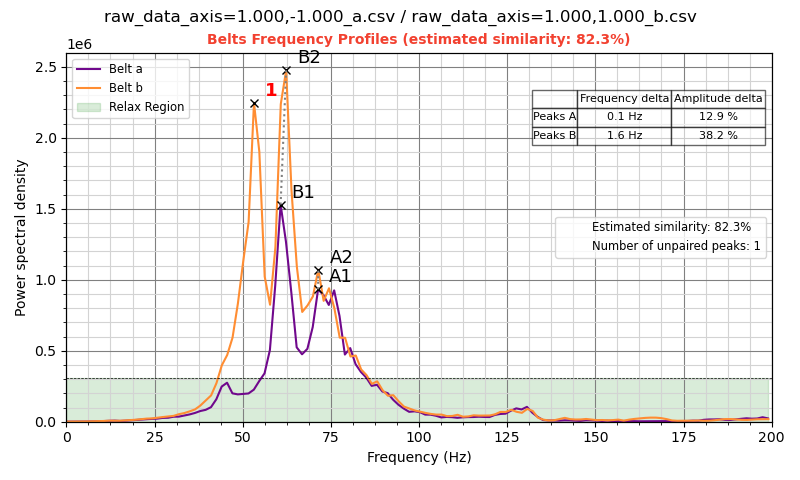 raw_data_axis=1.000,-1.000_a.csv / raw_data_axis=1.000,1.000_b.csv
Belts Frequency Profiles (estimated similarity: 82.3%)
1e6
Belt a
Belt b
Relax Region
B2
1
B1
A2
A1
Frequency delta Amplitude delta
Peaks A 0.1 Hz 12.9 %
Peaks B 1.6 Hz 38.2 %
Estimated similarity: 82.3%
Number of unpaired peaks: 1
Power spectral density
2.5
2.0
1.5
1.0
0.5
0.0
0 25 50 75 100 125 150 175 200
Frequency (Hz)